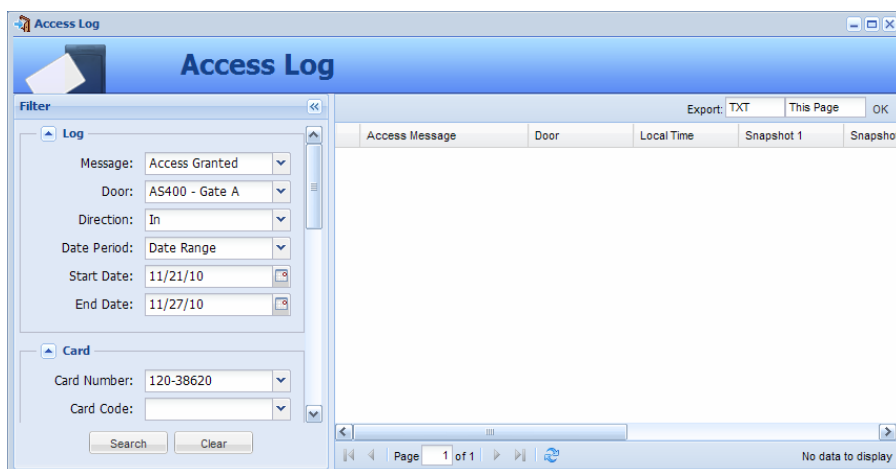 Access Log
Access Log
Filter
Log
Message: Access Granted
Door: AS400 - Gate A
Direction: In
Date Period: Date Range
Start Date: 11/21/10
End Date: 11/27/10
Card
Card Number: 120-38620
Card Code:
Search Clear
Export: TXT This Page OK
Access Message Door Local Time Snapshot 1 Snapsho
Page 1 of 1 No data to display